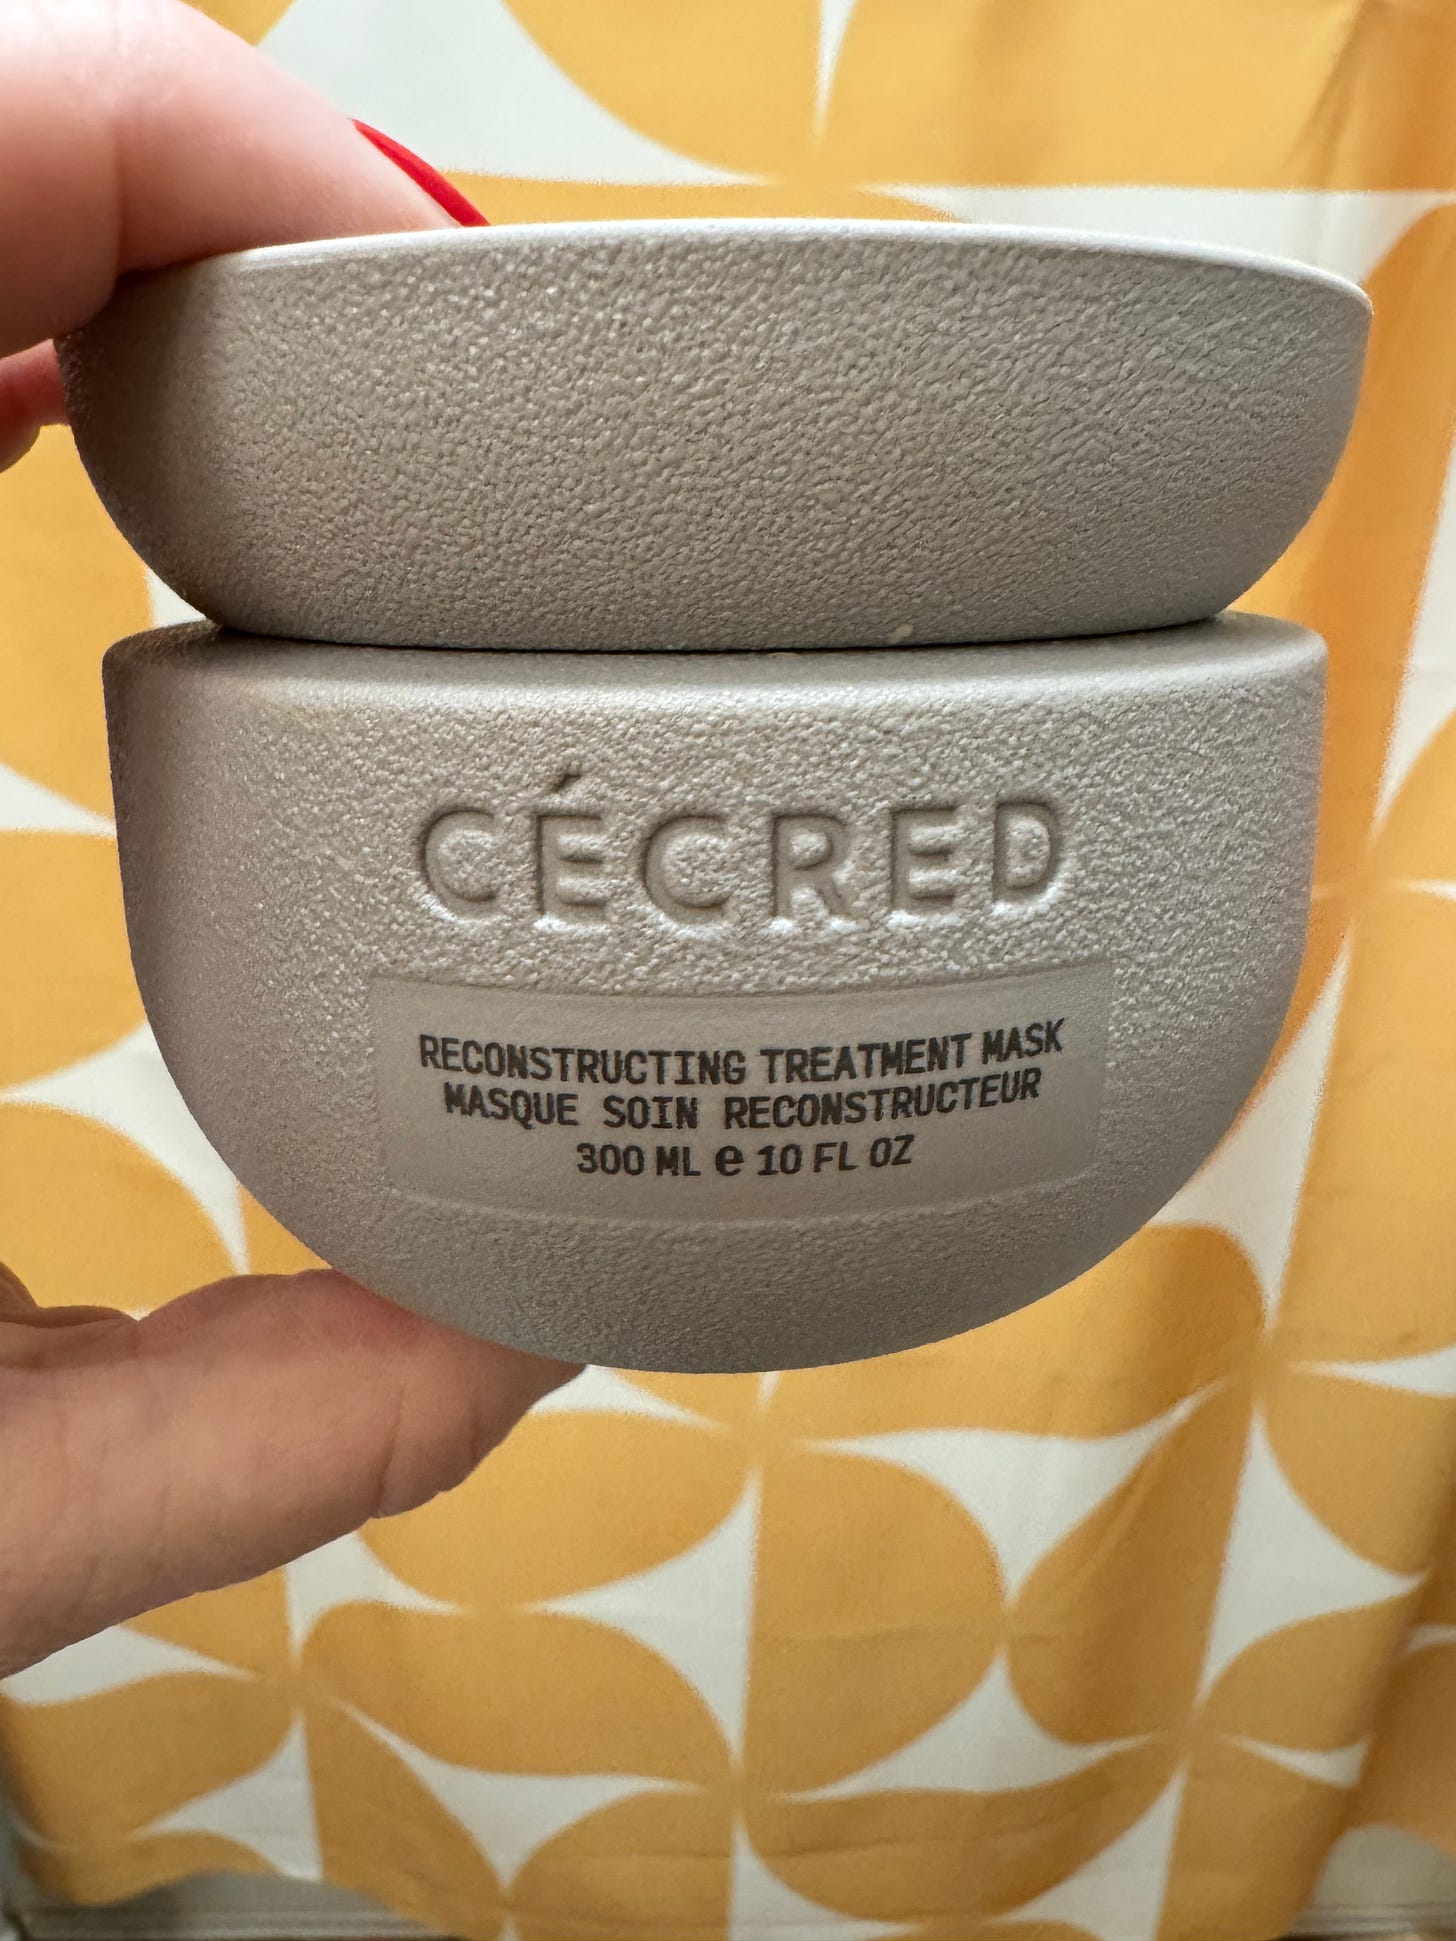 CÉCRED
RECONSTRUCTING TREATMENT MASK
MASQUE SOIN RECONSTRUCTEUR
300 ML e 10 FL OZ